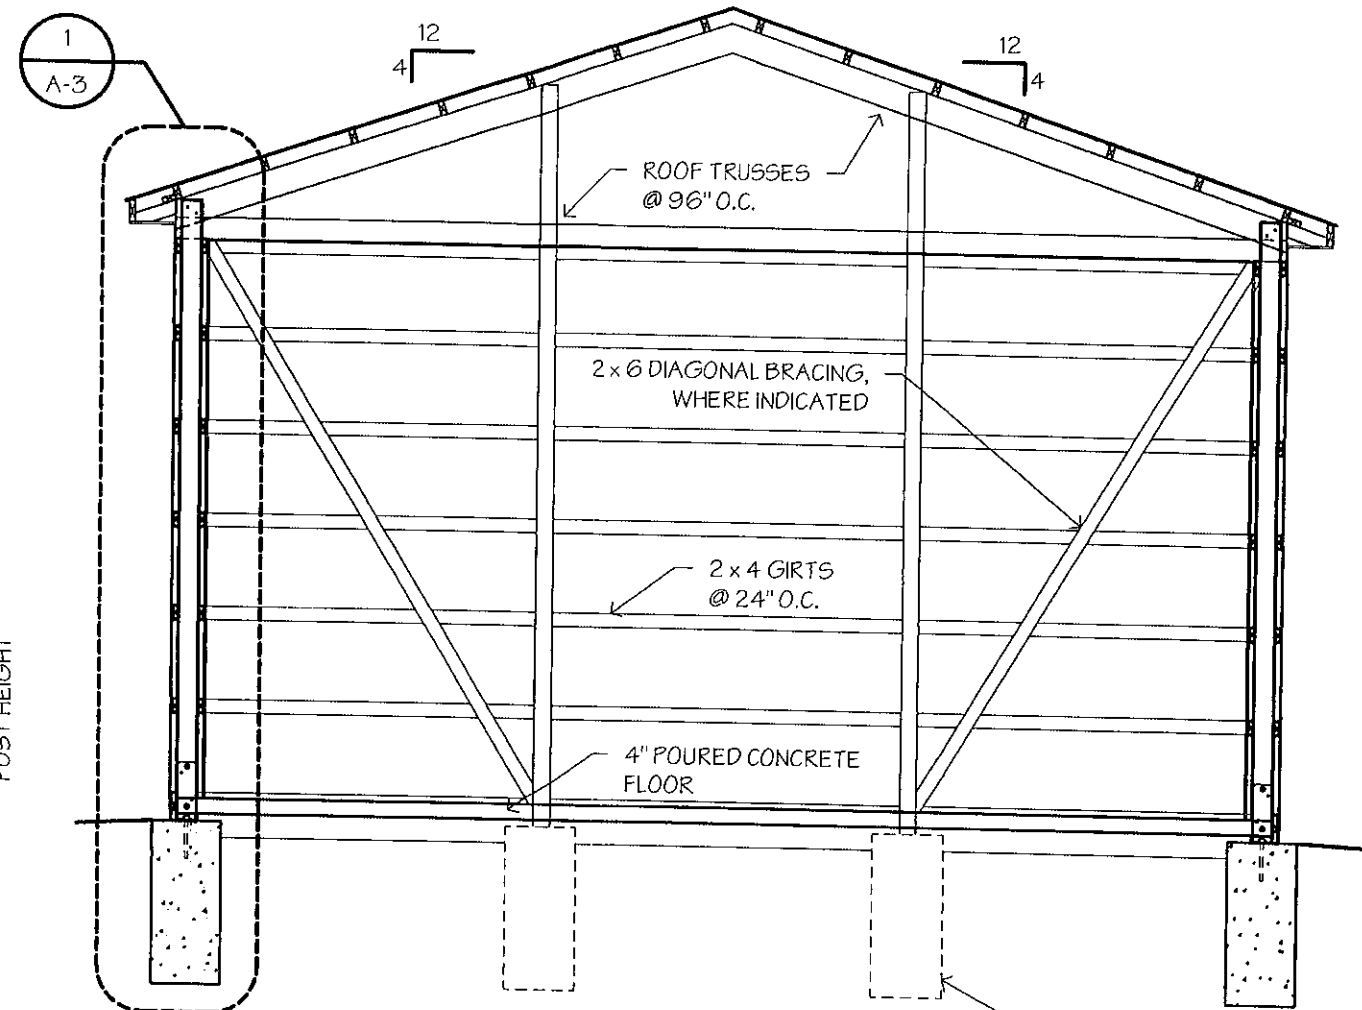 1
A-3
12
4
12
4
ROOF TRUSSES
@ 96" O.C.
2 x 6 DIAGONAL BRACING,
WHERE INDICATED
2 x 4 GIRTS
@ 24" O.C.
4" POURED CONCRETE
FLOOR
POST HEIGHT